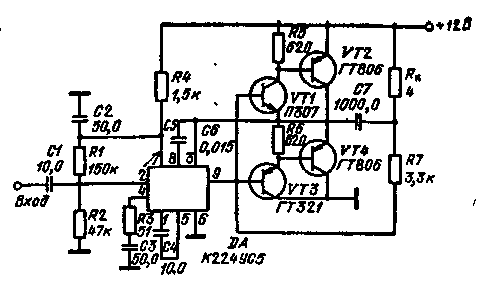 +12В
R5
620
VT2
ГТ806
R4
1,5к
Rн
4
C7
1000,0
VT1
П307
C2
50,0
C5
C6
0,015
R6
620
C1
10,0
R1
150к
7
8
3
VT4
ГТ806
2
9
R7
3,3к
Вход
4
VT3
ГТ321
R2
47к
R3
51
1
5
6
C3
50,0
C4
10,0
DA
К224УС5